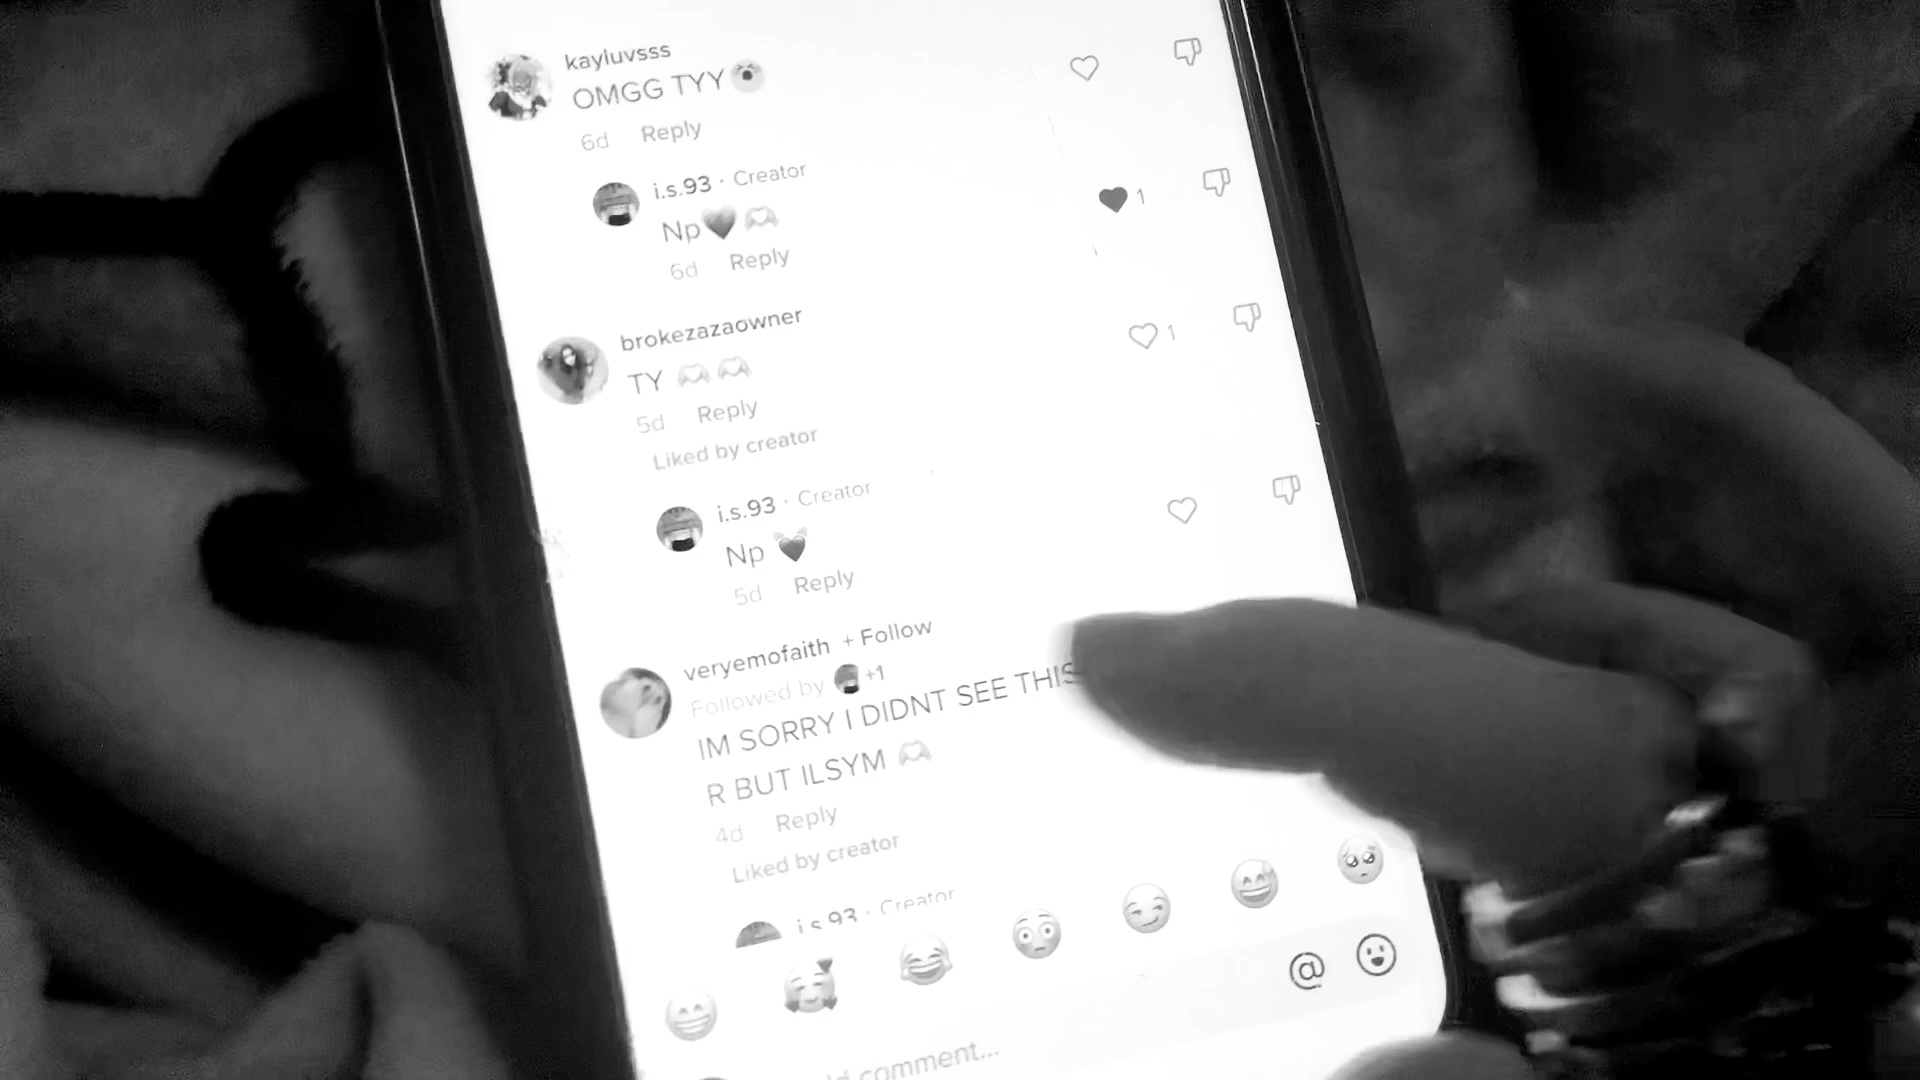 kayluvsss
OMGG TYY😮
6d Reply
i.s.93 · Creator
Np❤️🫶
6d Reply
1
brokezazaowner
TY 🫶🫶
5d Reply
1
Liked by creator
i.s.93 · Creator
Np 💓
5d Reply
veryemofaith + Follow
Followed by +1
IM SORRY I DIDNT SEE THIS
R BUT ILSYM 🫶
4d Reply
Liked by creator
i.s.93 · Creator
😁🥰😂😳😏😅🥺
@
comment...